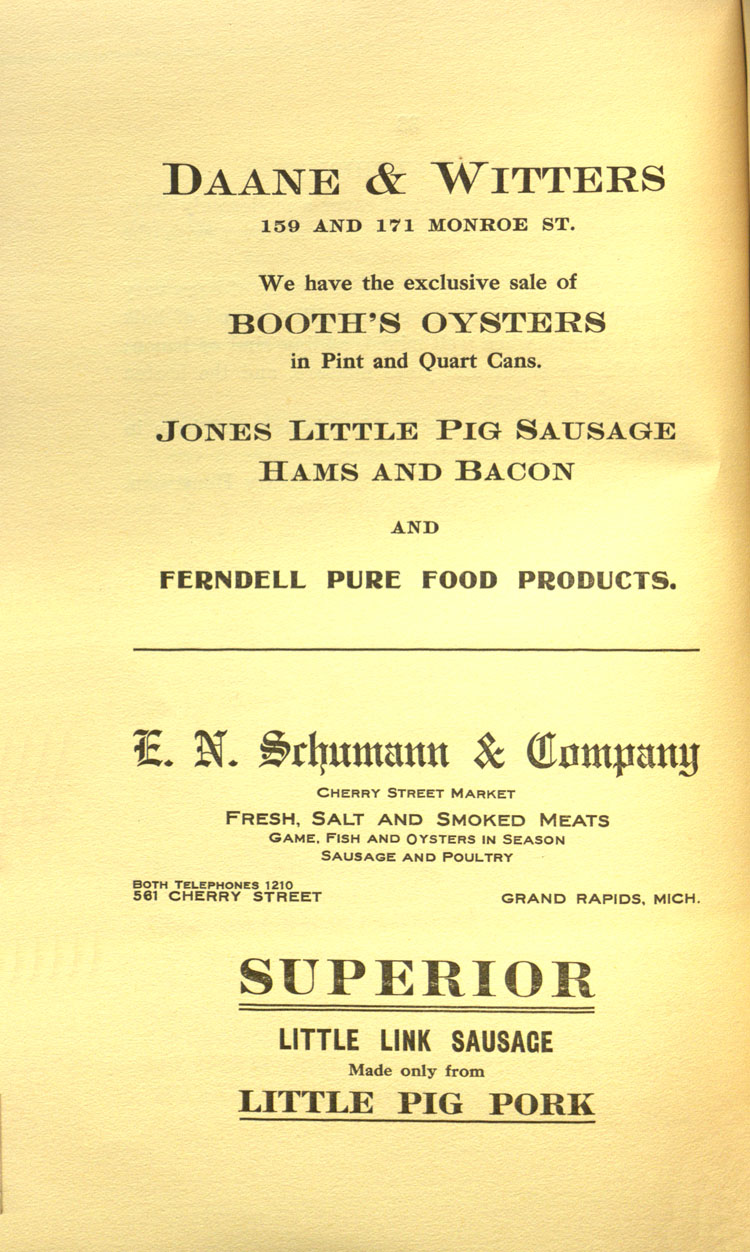 DAANE & WITTERS
159 AND 171 MONROE ST.
We have the exclusive sale of
BOOTH'S OYSTERS
in Pint and Quart Cans.
JONES LITTLE PIG SAUSAGE
HAMS AND BACON
AND
FERNDELL PURE FOOD PRODUCTS.
E. N. Schumann & Company
CHERRY STREET MARKET
FRESH, SALT AND SMOKED MEATS
GAME, FISH AND OYSTERS IN SEASON
SAUSAGE AND POULTRY
BOTH TELEPHONES 1210
561 CHERRY STREET GRAND RAPIDS, MICH.
SUPERIOR
LITTLE LINK SAUSAGE
Made only from
LITTLE PIG PORK